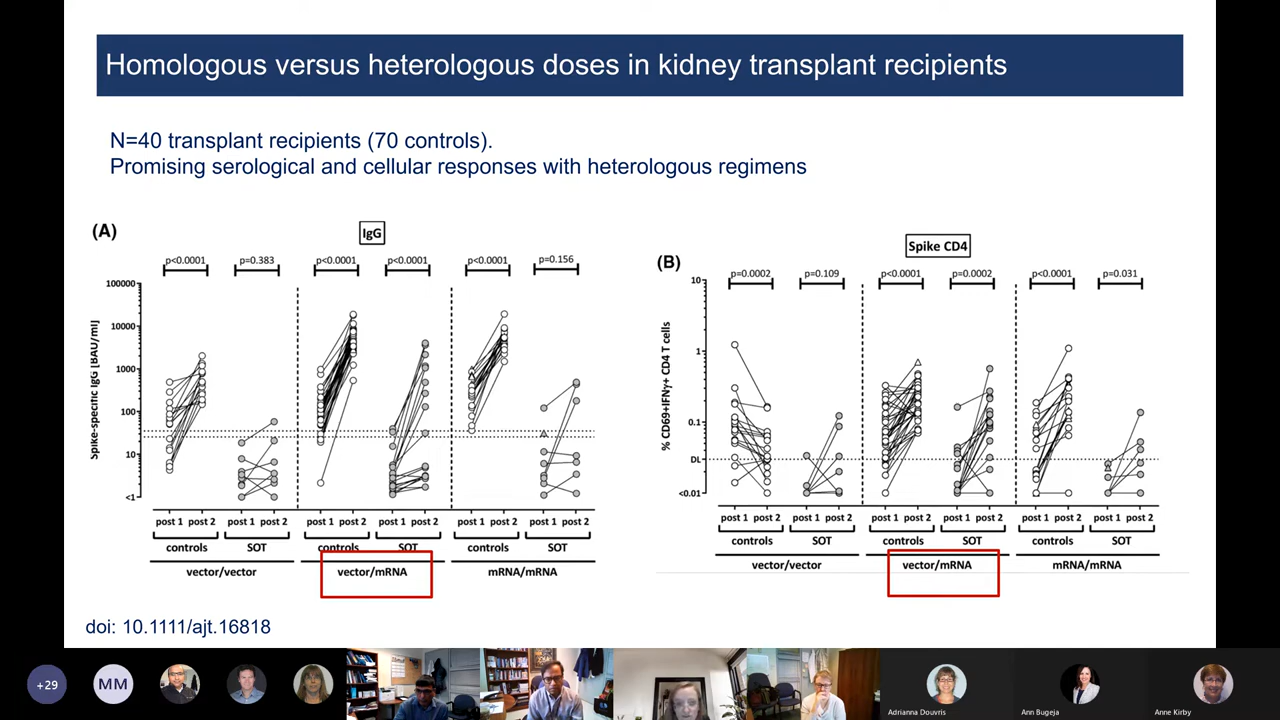 Homologous versus heterologous doses in kidney transplant recipients
N=40 transplant recipients (70 controls).
Promising serological and cellular responses with heterologous regimens
(A)
IgG
p<0.0001 p=0.383 p<0.0001 p<0.0001 p<0.0001 p=0.156
Spike-specific IgG [BAU/ml]
100000
10000
1000
100
10
<1
post 1 post 2 post 1 post 2 post 1 post 2 post 1 post 2 post 1 post 2 post 1 post 2
controls SOT controls SOT controls SOT
vector/vector vector/mRNA mRNA/mRNA
(B)
Spike CD4
p=0.0002 p=0.109 p<0.0001 p=0.0002 p<0.0001 p=0.031
% CD69+IFNγ+ CD4 T cells
10
1
0.1
DL
<0.01
post 1 post 2 post 1 post 2 post 1 post 2 post 1 post 2 post 1 post 2 post 1 post 2
controls SOT controls SOT controls SOT
vector/vector vector/mRNA mRNA/mRNA
doi: 10.1111/ajt.16818
+29
MM
Adrianna Douvris
Ann Bugeja
Anne Kirby